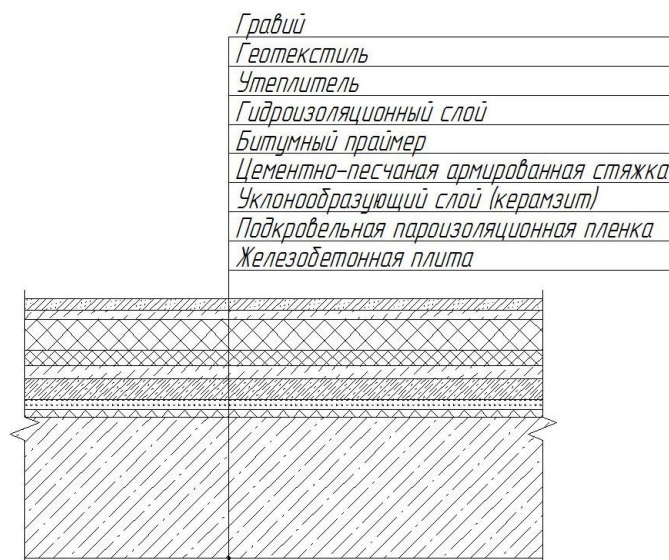 Гравий
Геотекстиль
Утеплитель
Гидроизоляционный слой
Битумный праймер
Цементно-песчаная армированная стяжка
Уклонообразующий слой (керамзит)
Подкровельная пароизоляционная пленка
Железобетонная плита